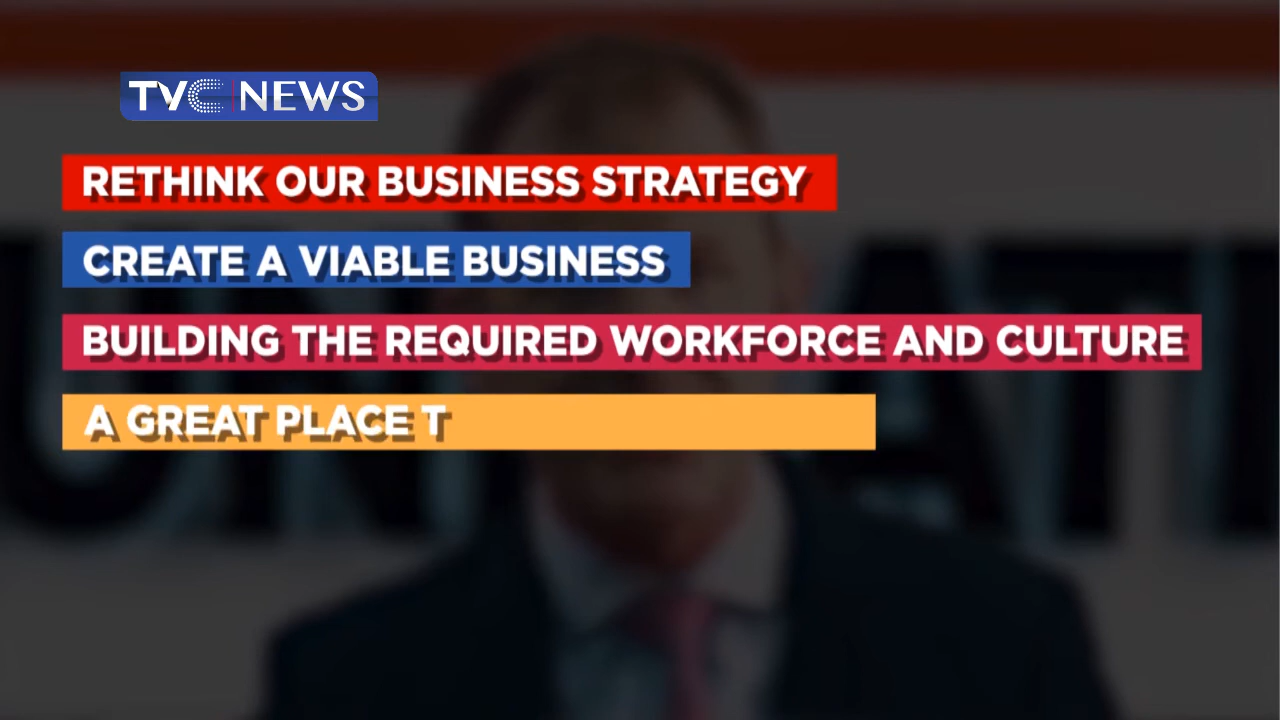 TVC NEWS
RETHINK OUR BUSINESS STRATEGY
CREATE A VIABLE BUSINESS
BUILDING THE REQUIRED WORKFORCE AND CULTURE
A GREAT PLACE T